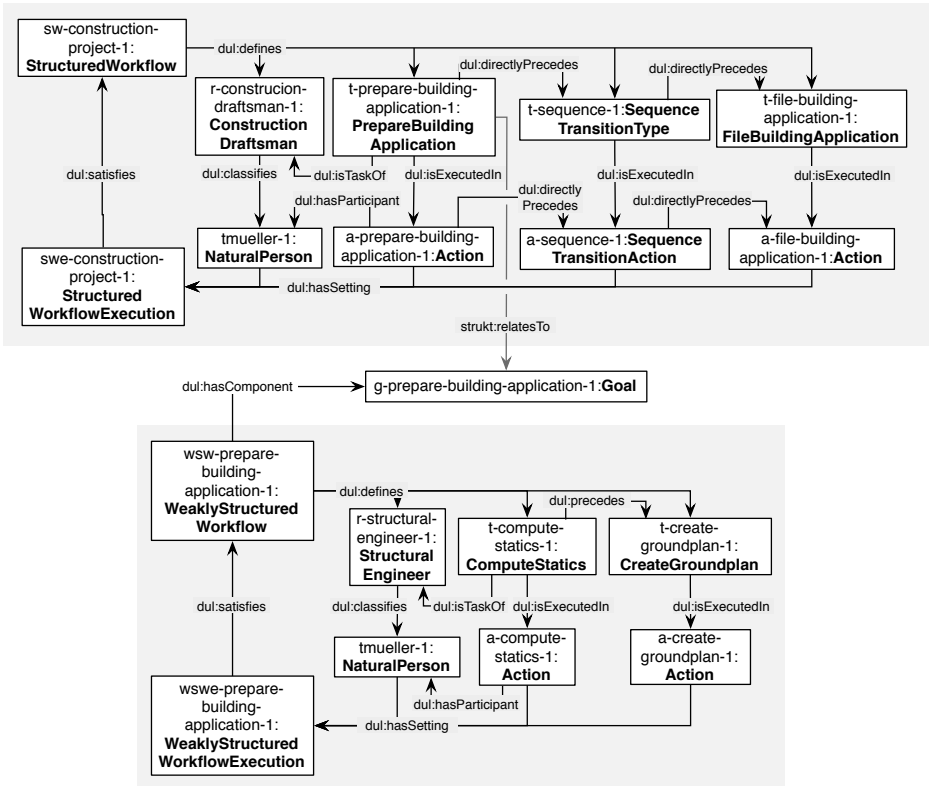 sw-construction-
project-1:
StructuredWorkflow
dul:defines
dul:directlyPrecedes
dul:directlyPrecedes
r-construcion-
draftsman-1:
Construction
Draftsman
t-prepare-building-
application-1:
PrepareBuilding
Application
t-sequence-1:Sequence
TransitionType
t-file-building-
application-1:
FileBuildingApplication
dul:satisfies
dul:classifies
dul:isTaskOf
dul:isExecutedIn
dul:isExecutedIn
dul:isExecutedIn
dul:hasParticipant
dul:directly
Precedes
dul:directlyPrecedes
tmueller-1:
NaturalPerson
a-prepare-building-
application-1:Action
a-sequence-1:Sequence
TransitionAction
a-file-building-
application-1:Action
swe-construction-
project-1:
Structured
WorkflowExecution
dul:hasSetting
strukt:relatesTo
dul:hasComponent
g-prepare-building-application-1:Goal
wsw-prepare-
building-
application-1:
WeaklyStructured
Workflow
dul:defines
dul:precedes
r-structural-
engineer-1:
Structural
Engineer
t-compute-
statics-1:
ComputeStatics
t-create-
groundplan-1:
CreateGroundplan
dul:satisfies
dul:classifies
dul:isTaskOf
dul:isExecutedIn
dul:isExecutedIn
tmueller-1:
NaturalPerson
a-compute-
statics-1:
Action
a-create-
groundplan-1:
Action
wswe-prepare-
building-
application-1:
WeaklyStructured
WorkflowExecution
dul:hasParticipant
dul:hasSetting